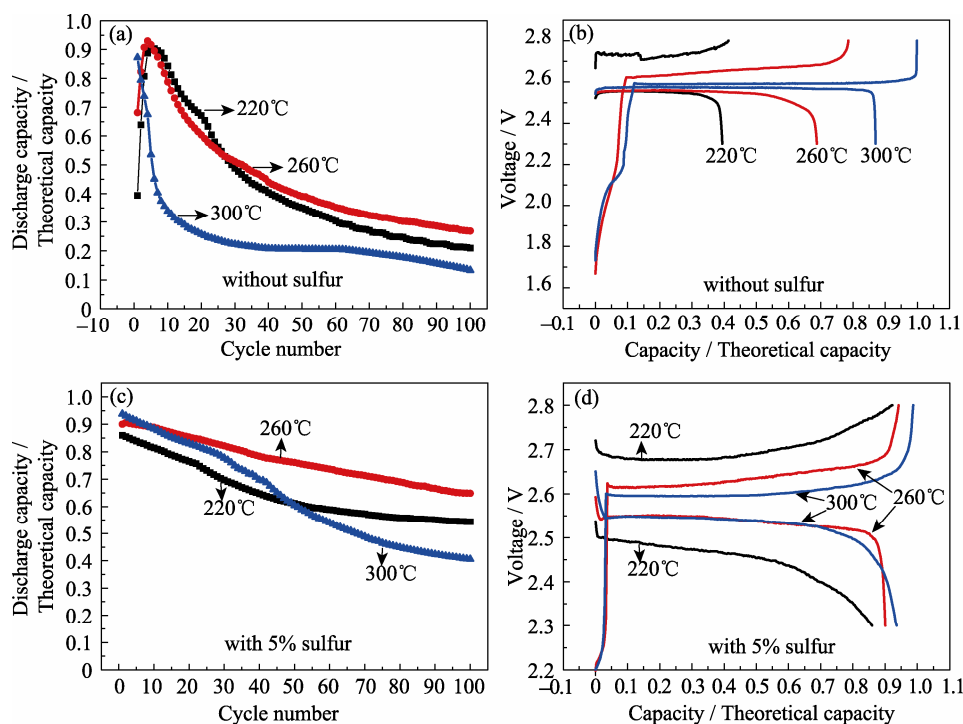 (a)
Discharge capacity /
Theoretical capacity
1.0
0.9
0.8
0.7
0.6
0.5
0.4
0.3
0.2
0.1
0
220℃
260℃
300℃
without sulfur
–10 0 10 20 30 40 50 60 70 80 90 100
Cycle number
(b)
Voltage / V
2.8
2.6
2.4
2.2
2.0
1.8
1.6
220℃ 260℃ 300℃
without sulfur
–0.1 0 0.1 0.2 0.3 0.4 0.5 0.6 0.7 0.8 0.9 1.0 1.1
Capacity / Theoretical capacity
(c)
Discharge capacity /
Theoretical capacity
1.0
0.9
0.8
0.7
0.6
0.5
0.4
0.3
0.2
0.1
0
260℃
220℃
300℃
with 5% sulfur
0 10 20 30 40 50 60 70 80 90 100
Cycle number
(d)
Voltage / V
2.8
2.7
2.6
2.5
2.4
2.3
2.2
220℃
300℃ 260℃
220℃
with 5% sulfur
–0.1 0 0.1 0.2 0.3 0.4 0.5 0.6 0.7 0.8 0.9 1.0 1.1
Capacity / Theoretical capacity